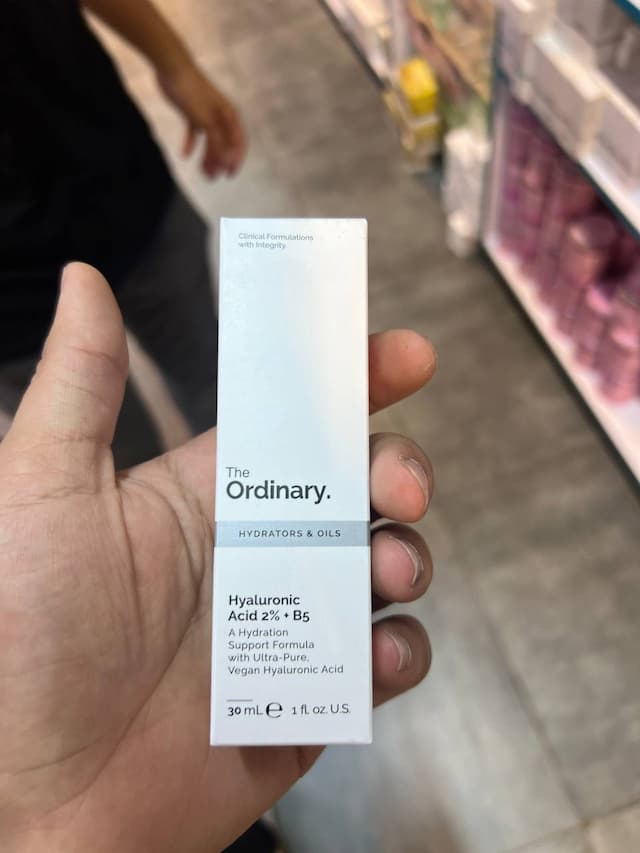 Clinical Formulations
with Integrity.
The
Ordinary.
HYDRATORS & OILS
Hyaluronic
Acid 2% + B5
A Hydration
Support Formula
with Ultra-Pure,
Vegan Hyaluronic Acid
30 mL ℮ 1 fl. oz. U.S.